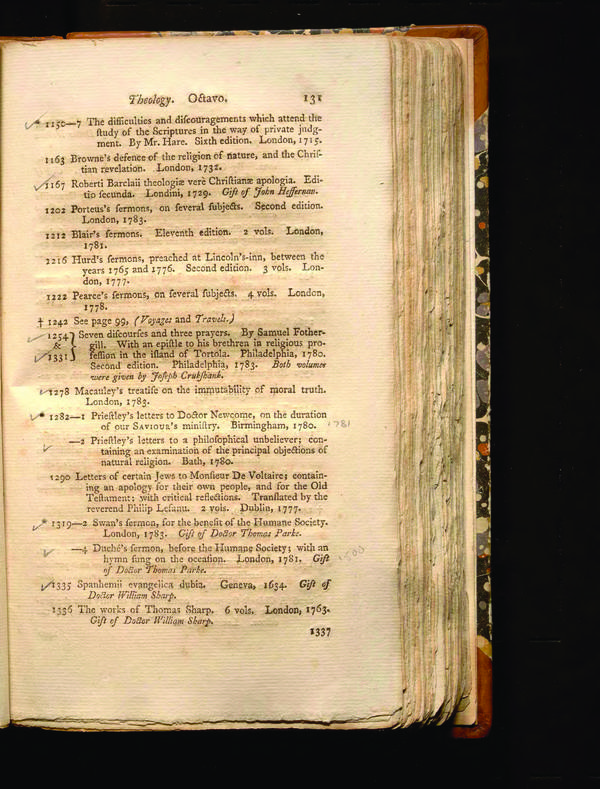 Theology. Octavo. 131
* 1150—7 The difficulties and diſcouragements which attend the
ſtudy of the Scriptures in the way of private judg-
ment. By Mr. Hare. Sixth edition. London, 1715.
1163 Browne's defence of the religion of nature, and the Chriſ-
tian revelation. London, 1732.
1167 Roberti Barclaii theologiæ verè Chriſtianæ apologia. Edi-
tio ſecunda. Londini, 1729. Gift of John Heffernan.
1202 Porteus's ſermons, on ſeveral ſubjects. Second edition.
London, 1783.
1212 Blair's ſermons. Eleventh edition. 2 vols. London,
1781.
1216 Hurd's ſermons, preached at Lincoln's-inn, between the
years 1765 and 1776. Second edition. 3 vols. Lon-
don, 1777.
1222 Pearce's ſermons, on ſeveral ſubjects. 4 vols. London,
1778.
† 1242 See page 99, (Voyages and Travels.)
1254 } Seven diſcourſes and three prayers. By Samuel Fother-
& gill. With an epiſtle to his brethren in religious pro-
1331 feſſion in the iſland of Tortola. Philadelphia, 1780.
Second edition. Philadelphia, 1783. Both volumes
were given by Joſeph Crukſhank.
1278 Macauley's treatiſe on the immutability of moral truth.
London, 1783.
* 1282—1 Prieſtley's letters to Doctor Newcome, on the duration
of our SAVIOUR's miniſtry. Birmingham, 1780. 1781
—2 Prieſtley's letters to a philoſophical unbeliever; con-
taining an examination of the principal objections of
natural religion. Bath, 1780.
1290 Letters of certain Jews to Monſieur De Voltaire; contain-
ing an apology for their own people, and for the Old
Teſtament; with critical reflections. Tranſlated by the
reverend Philip Lefanu. 2 vols. Dublin, 1777.
* 1319—2 Swan's ſermon, for the benefit of the Humane Society.
London, 1783. Gift of Doctor Thomas Parke.
—4 Duché's ſermon, before the Humane Society; with an
hymn ſung on the occaſion. London, 1781. Gift
of Doctor Thomas Parke.
1335 Spanhemii evangelica dubia. Geneva, 1634. Gift of
Doctor William Sharp.
1336 The works of Thomas Sharp. 6 vols. London, 1763.
Gift of Doctor William Sharp.
1337